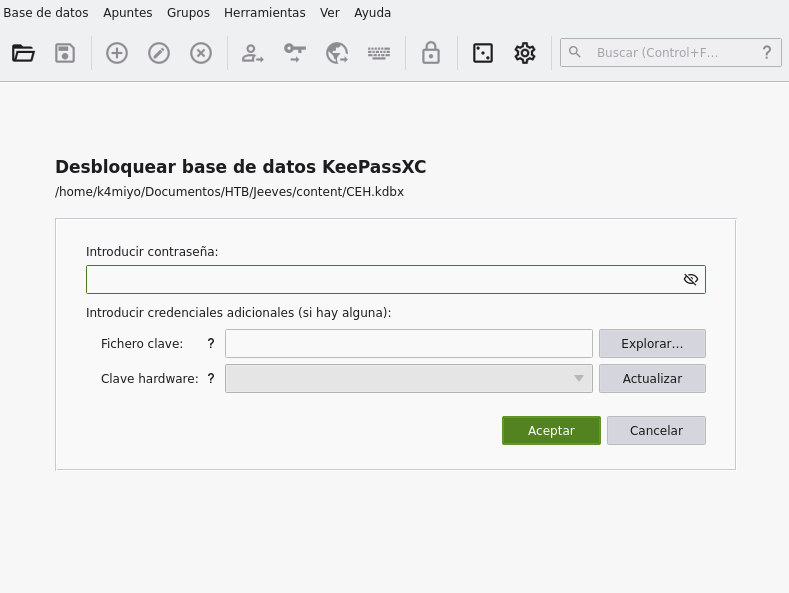 Base de datos Apuntes Grupos Herramientas Ver Ayuda
Buscar (Control+F... ?
Desbloquear base de datos KeePassXC
/home/k4miyo/Documentos/HTB/Jeeves/content/CEH.kdbx
Introducir contraseña:
Introducir credenciales adicionales (si hay alguna):
Fichero clave: ? Explorar...
Clave hardware: ? Actualizar
Aceptar Cancelar